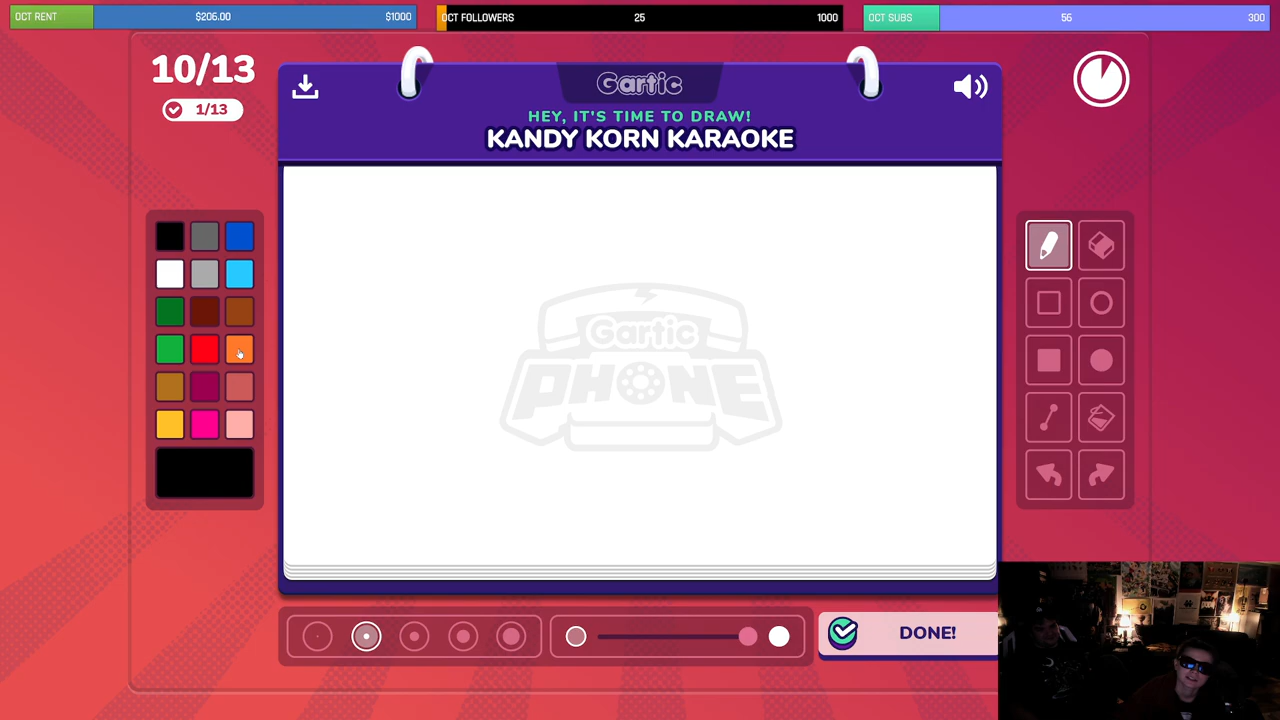 OCT RENT $206.00 $1000
OCT FOLLOWERS 25 1000
OCT SUBS 56 300
10/13
1/13
Gartic
HEY, IT'S TIME TO DRAW!
KANDY KORN KARAOKE
Gartic
PHONE
DONE!